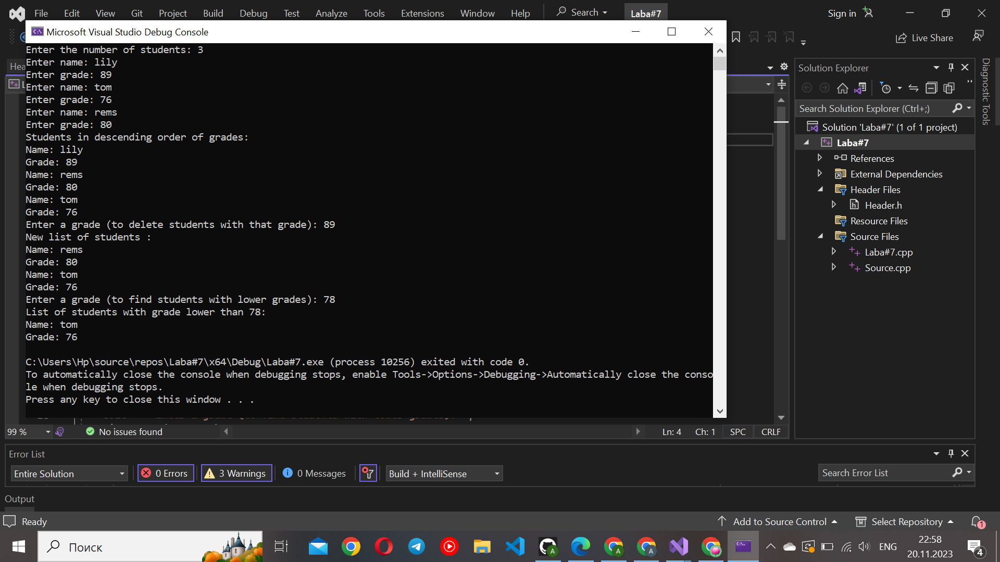 File Edit View Git Project Build Debug Test Analyze Tools Extensions Window Help Search Laba#7 Sign in
Microsoft Visual Studio Debug Console
Live Share
Enter the number of students: 3
Enter name: lily
Enter grade: 89
Enter name: tom
Enter grade: 76
Enter name: rems
Enter grade: 80
Students in descending order of grades:
Name: lily
Grade: 89
Name: rems
Grade: 80
Name: tom
Grade: 76
Enter a grade (to delete students with that grade): 89
New list of students :
Name: rems
Grade: 80
Name: tom
Grade: 76
Enter a grade (to find students with lower grades): 78
List of students with grade lower than 78:
Name: tom
Grade: 76
C:\Users\Hp\source\repos\Laba#7\x64\Debug\Laba#7.exe (process 10256) exited with code 0.
To automatically close the console when debugging stops, enable Tools->Options->Debugging->Automatically close the conso
le when debugging stops.
Press any key to close this window . . .
Solution Explorer
Search Solution Explorer (Ctrl+;)
Solution 'Laba#7' (1 of 1 project)
Laba#7
References
External Dependencies
Header Files
Header.h
Resource Files
Source Files
Laba#7.cpp
Source.cpp
Diagnostic Tools
99 % No issues found Ln: 4 Ch: 1 SPC CRLF
Error List
Entire Solution 0 Errors 3 Warnings 0 Messages Build + IntelliSense Search Error List
Output
Ready Add to Source Control Select Repository 1
Поиск ENG 22:58
20.11.2023 4